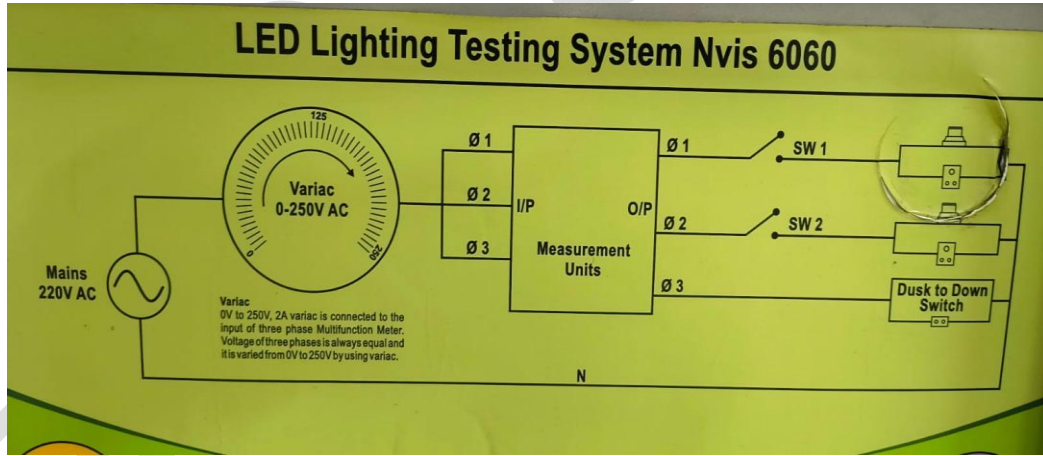 LED Lighting Testing System Nvis 6060
125
Variac
0-250V AC
0
250
Ø 1
Ø 2
Ø 3
I/P
O/P
Measurement
Units
Ø 1
SW 1
Ø 2
SW 2
Ø 3
Dusk to Down
Switch
Mains
220V AC
Variac
0V to 250V, 2A variac is connected to the
input of three phase Multifunction Meter.
Voltage of three phases is always equal and
it is varied from 0V to 250V by using variac.
N